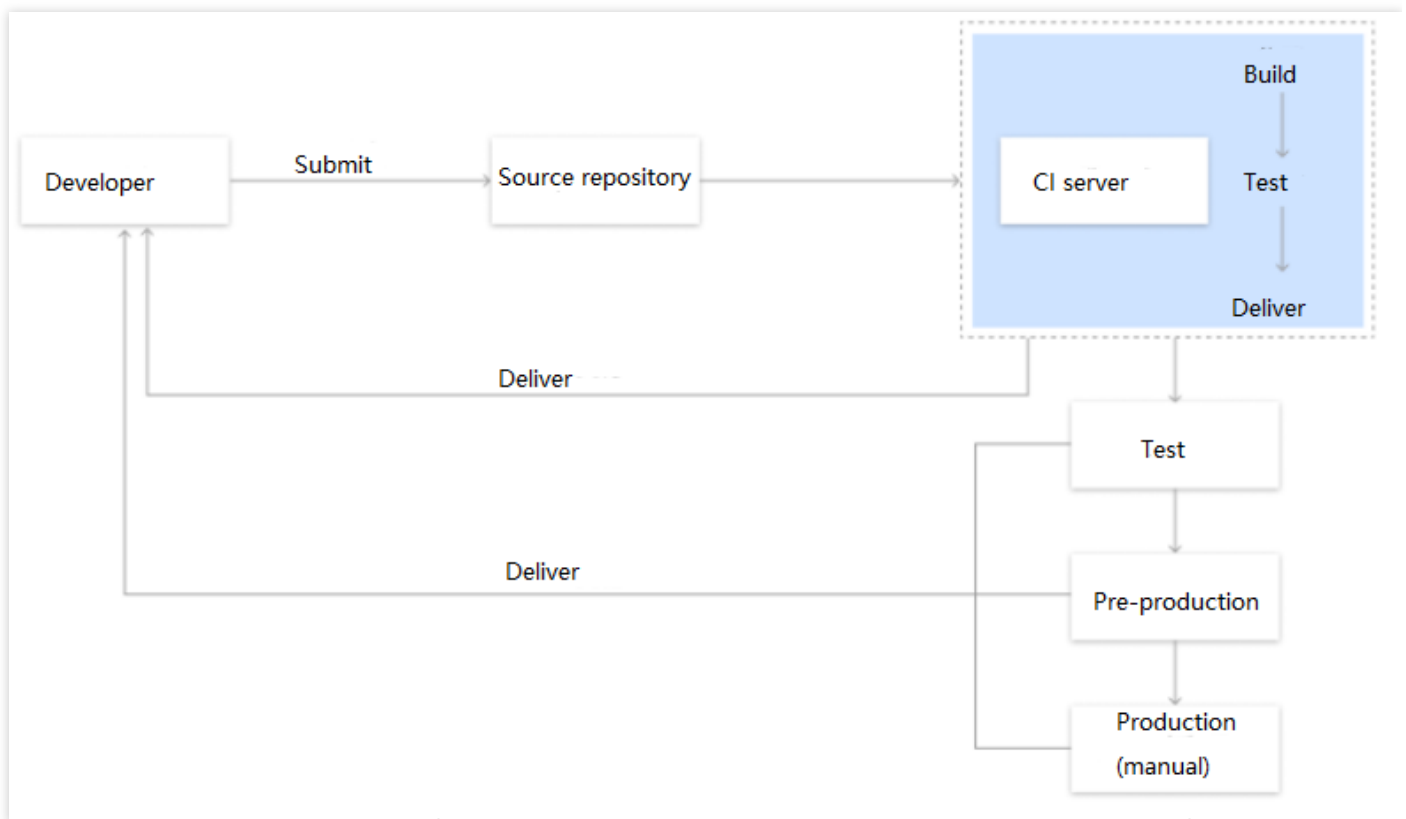 Build
Developer
Submit
Source repository
CI server
Test
Deliver
Deliver
Test
Deliver
Pre-production
Production
(manual)